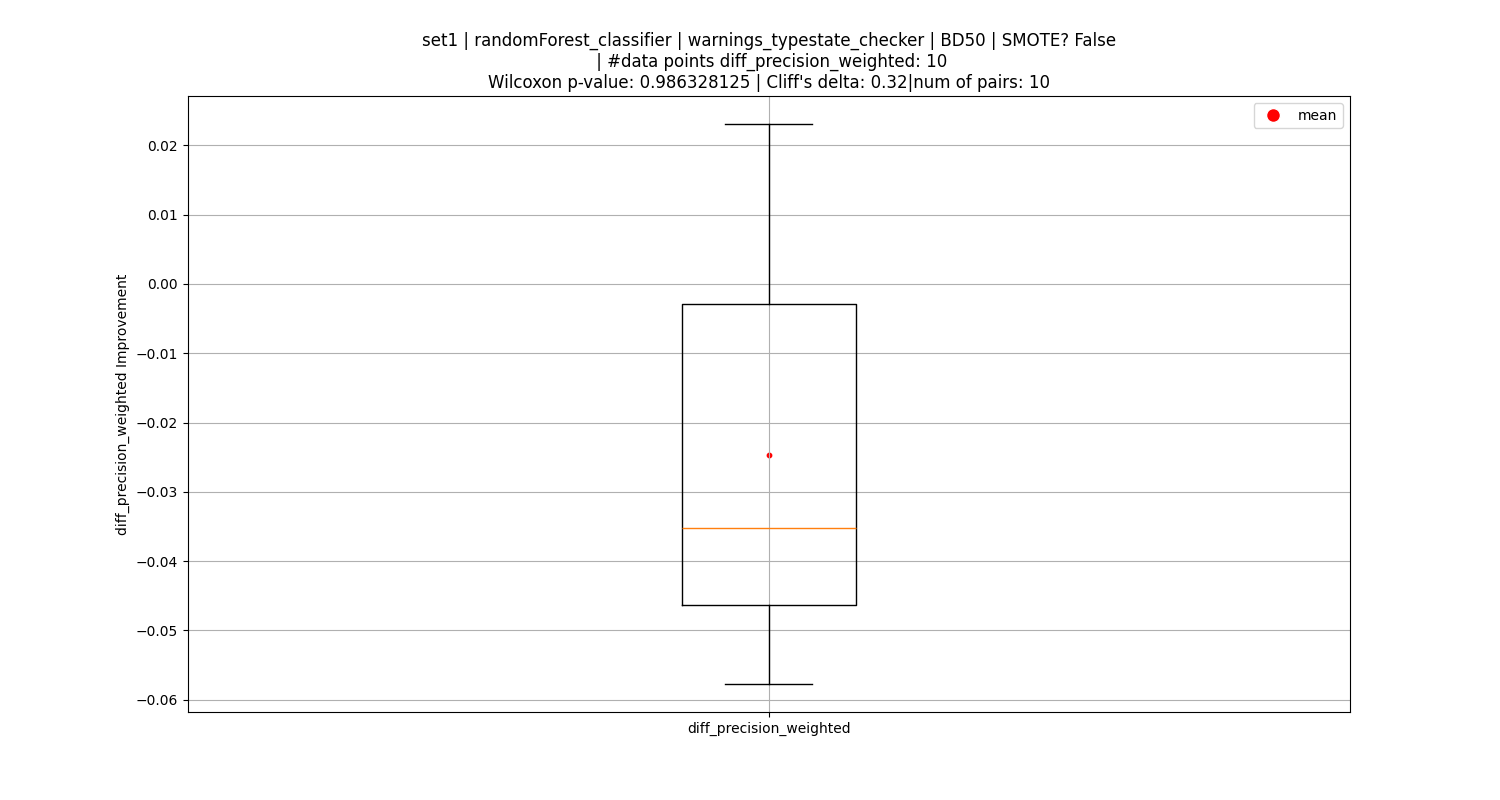 set1 | randomForest_classifier | warnings_typestate_checker | BD50 | SMOTE? False
| #data points diff_precision_weighted: 10
Wilcoxon p-value: 0.986328125 | Cliff's delta: 0.32|num of pairs: 10
mean
0.02
0.01
0.00
−0.01
−0.02
−0.03
−0.04
−0.05
−0.06
diff_precision_weighted Improvement
diff_precision_weighted